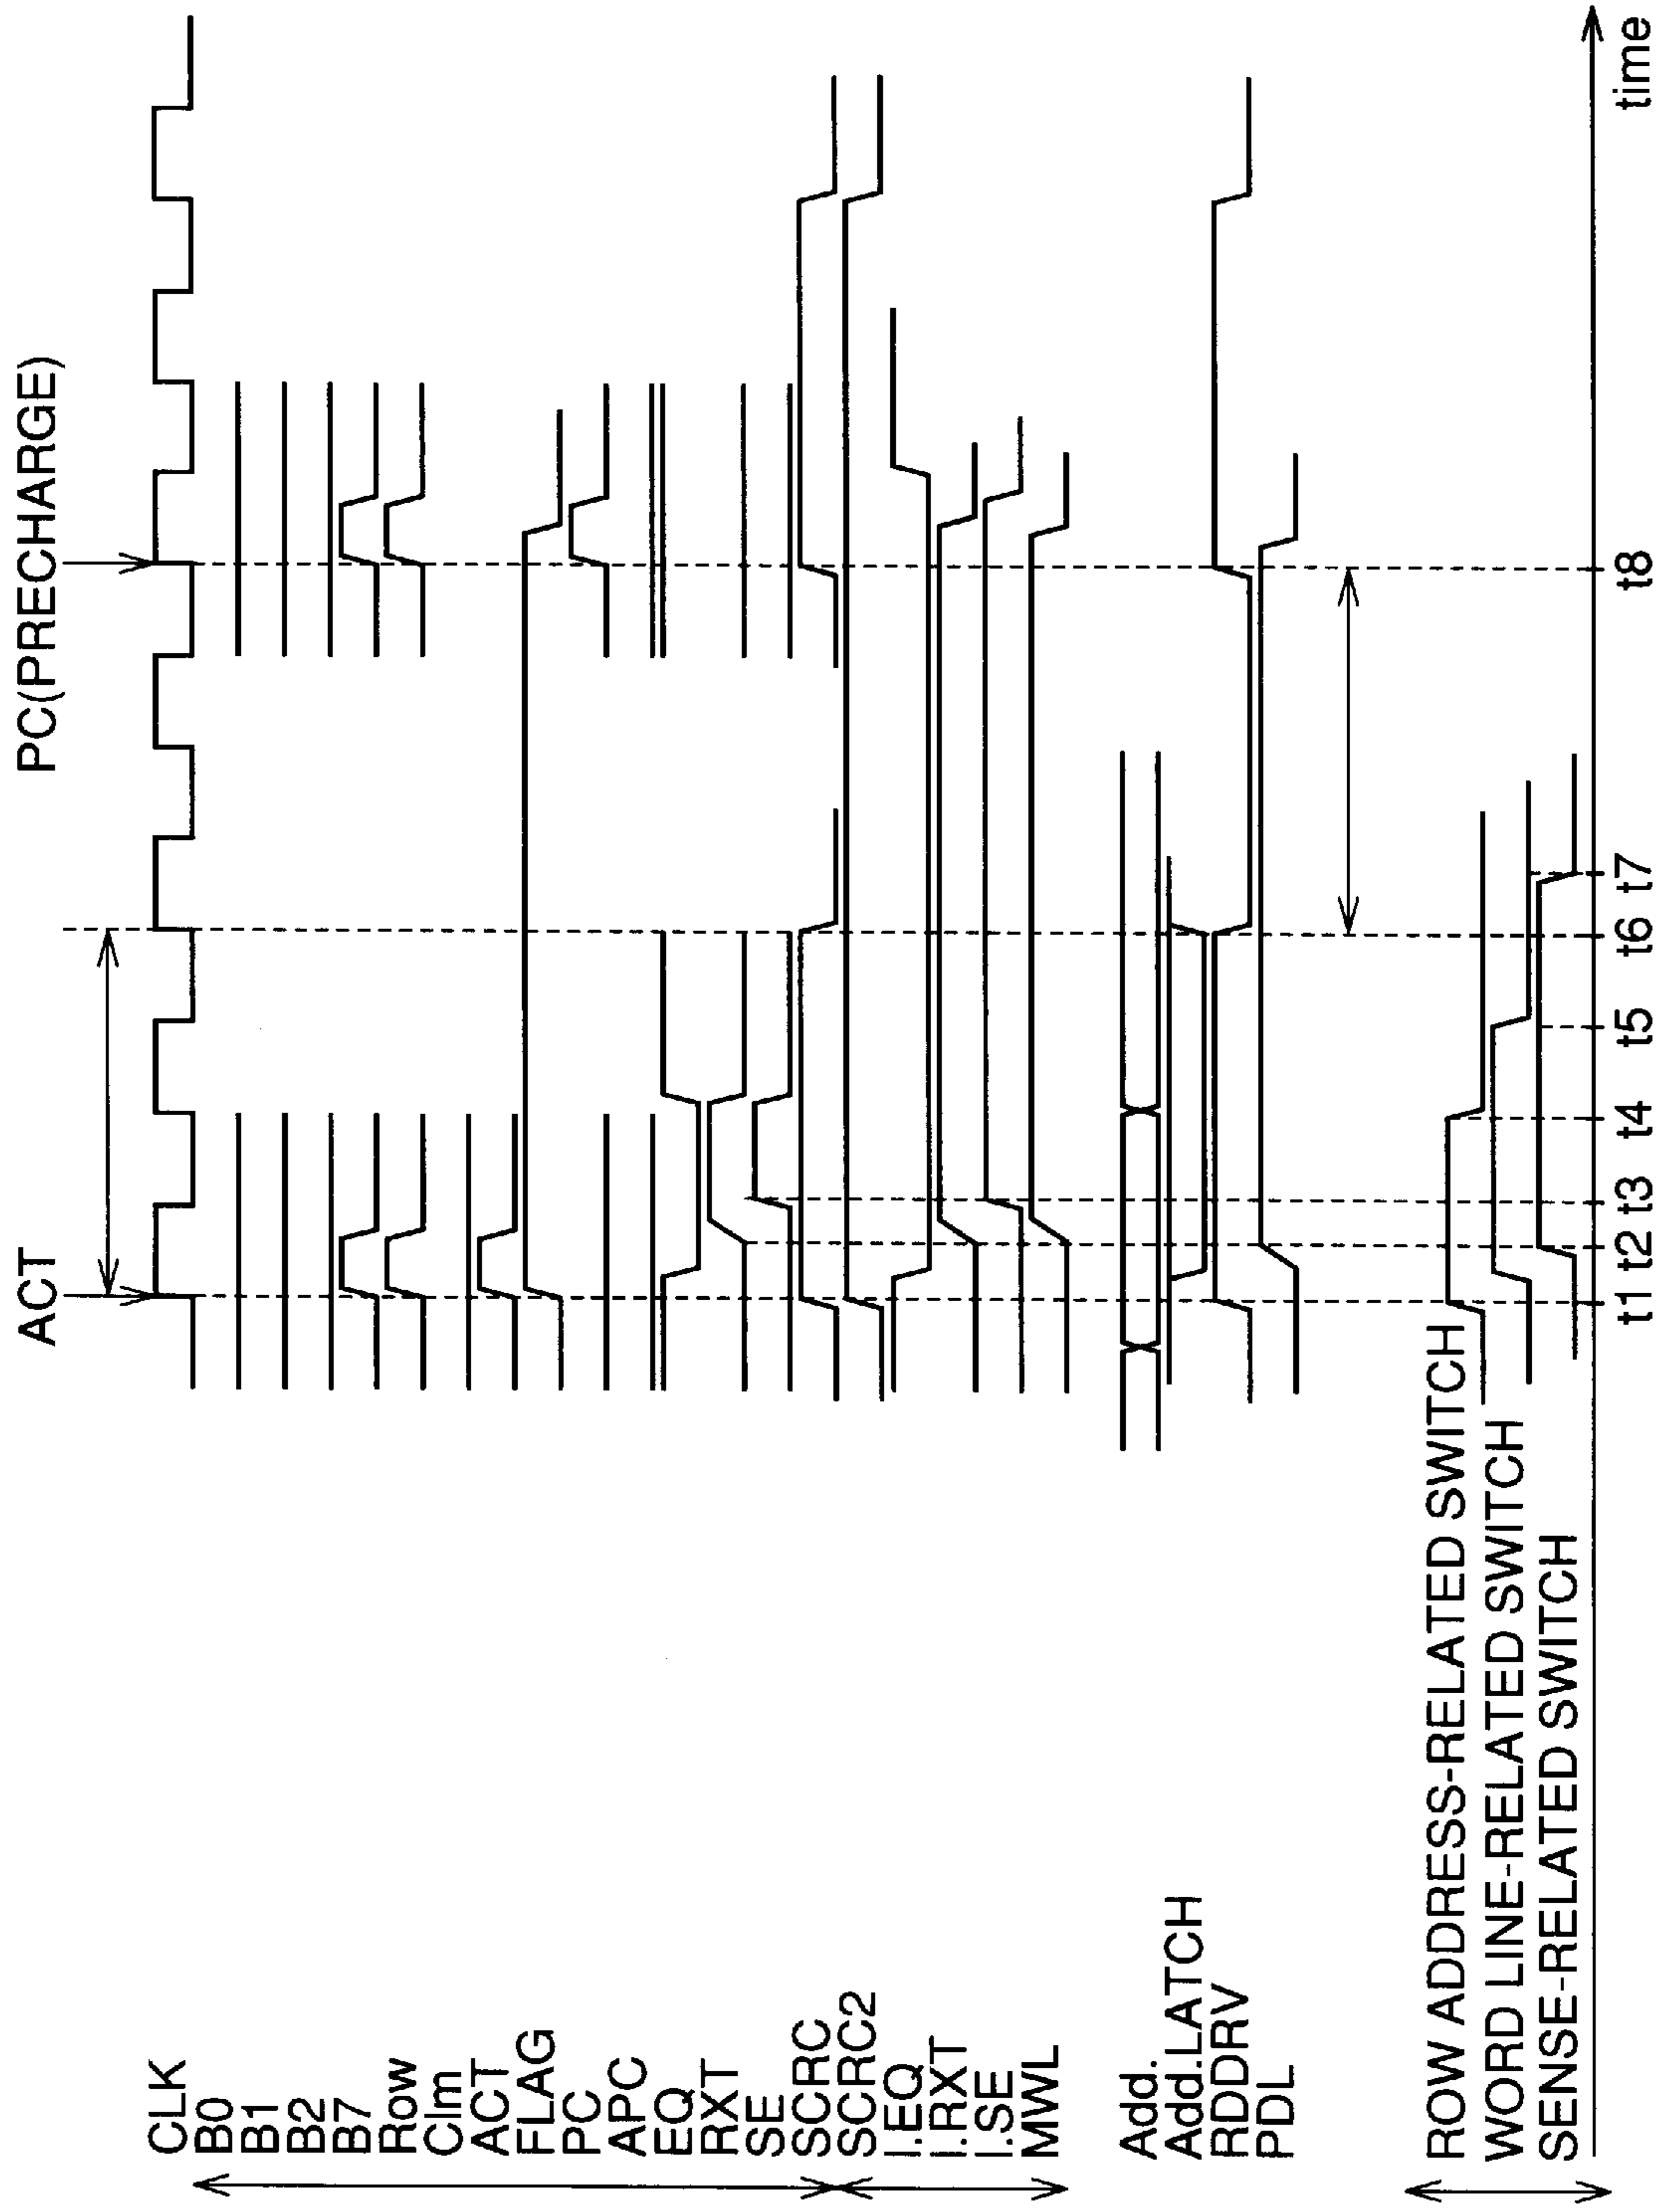 ACT
PC(PRECHARGE)
CLK
B0
B1
B2
B7
Row
Clm
ACT
FLAG
PC
APC
EQ
RXT
SE
SCRC
SCRC2
I.EQ
I.RXT
I.SE
MWL
Add.
Add.LATCH
RDDRV
PDL
ROW ADDRESS-RELATED SWITCH
WORD LINE-RELATED SWITCH
SENSE-RELATED SWITCH
t1 t2 t3 t4 t5 t6 t7 t8 time